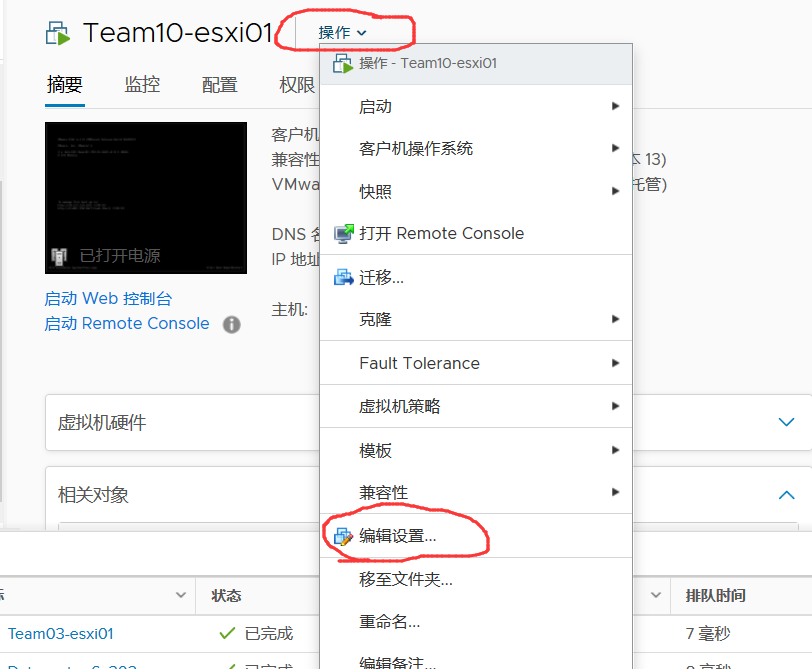 Team10-esxi01
操作
操作 - Team10-esxi01
摘要
监控
配置
权限
启动
客户机操作系统
快照
打开 Remote Console
迁移...
克隆
Fault Tolerance
虚拟机策略
模板
兼容性
编辑设置...
移至文件夹...
重命名...
编辑备注...
客户机
兼容性
本 13)
VMwa
托管)
DNS 名
IP 地址
主机:
已打开电源
启动 Web 控制台
启动 Remote Console
虚拟机硬件
相关对象
状态
排队时间
Team03-esxi01
已完成
7 毫秒
已完成